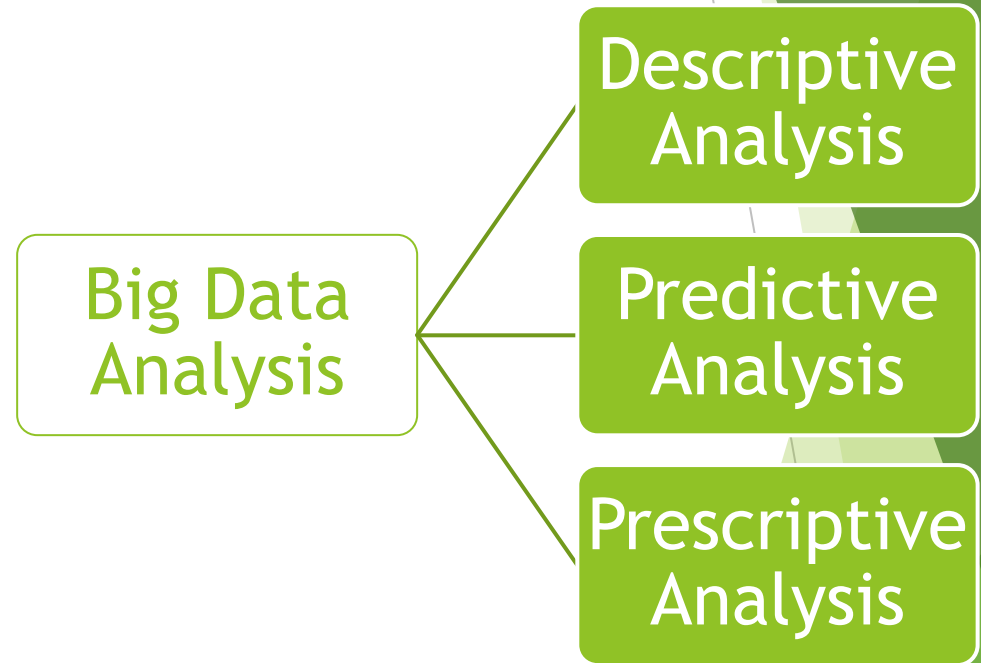 Big Data
Analysis
Descriptive
Analysis
Predictive
Analysis
Prescriptive
Analysis